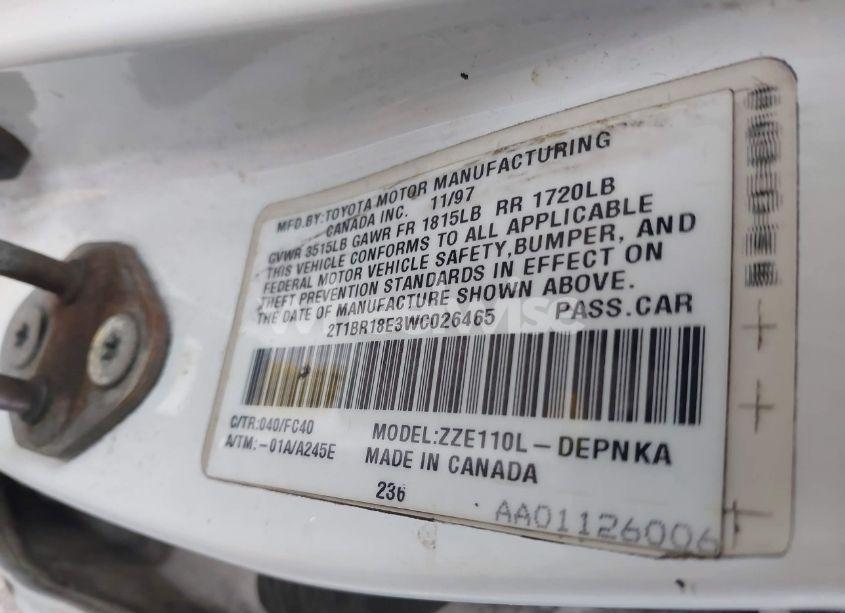 MFD.BY:TOYOTA MOTOR MANUFACTURING
CANADA INC. 11/97
GVWR 3515LB GAWR FR 1815LB RR 1720LB
THIS VEHICLE CONFORMS TO ALL APPLICABLE
FEDERAL MOTOR VEHICLE SAFETY,BUMPER, AND
THEFT PREVENTION STANDARDS IN EFFECT ON
THE DATE OF MANUFACTURE SHOWN ABOVE.
2T1BR18E3WC026465 PASS.CAR
C/TR:040/FC40 MODEL:ZZE110L-DEPNKA
A/TM:-01A/A245E MADE IN CANADA
236
AA01126006